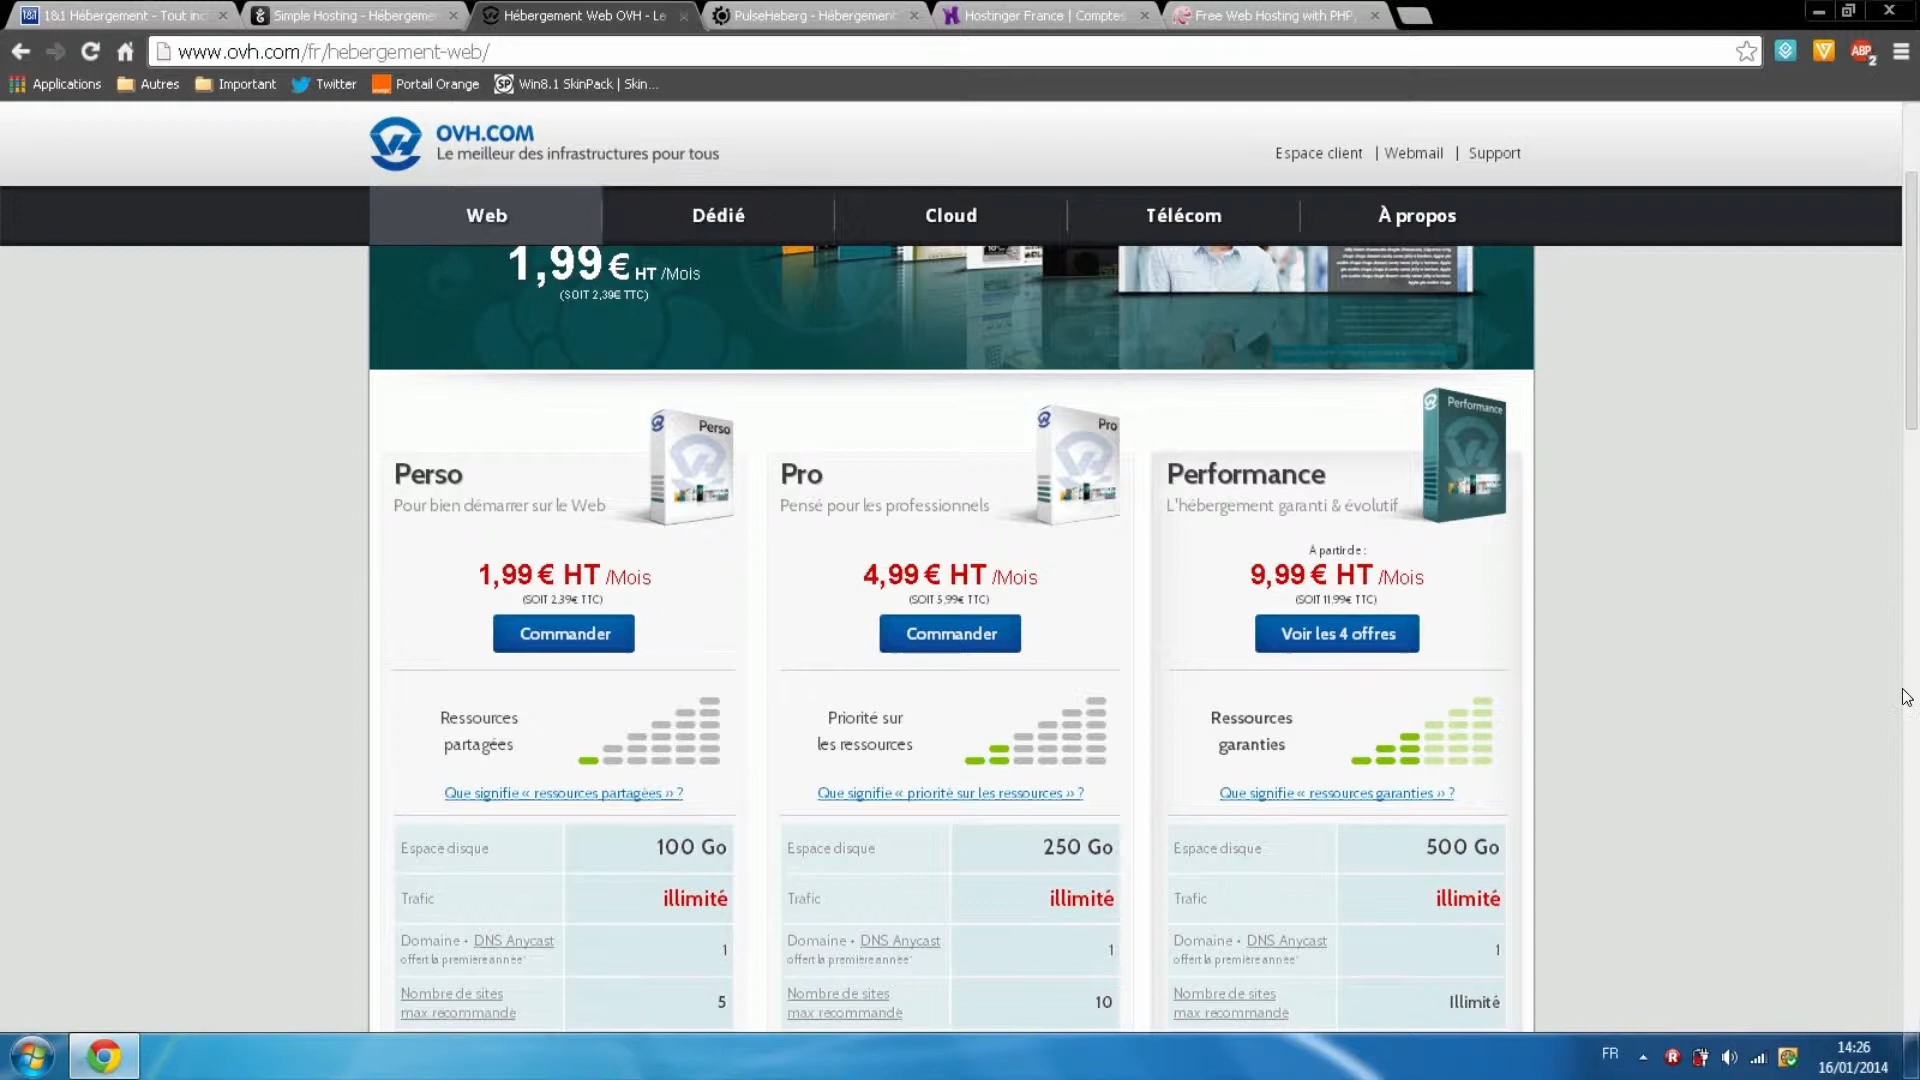 1&1 Hébergement - Tout incl
Simple Hosting - Hébergeme
Hébergement Web OVH - Le
PulseHeberg - Hébergement
Hostinger France | Comptes
Free Web Hosting with PHP,
www.ovh.com/fr/hebergement-web/
ABP
2
Applications
Autres
Important
Twitter
Portail Orange
Win8.1 SkinPack | Skin...
OVH.COM
Le meilleur des infrastructures pour tous
Espace client | Webmail | Support
Web
Dédié
Cloud
Télécom
À propos
1,99 € HT /Mois
(SOIT 2,39€ TTC)
Perso
Perso
Pour bien démarrer sur le Web
1,99 € HT /Mois
(SOIT 2,39€ TTC)
Commander
Ressources
partagées
Que signifie « ressources partagées » ?
Espace disque 100 Go
Trafic illimité
Domaine • DNS Anycast
offert la première année* 1
Nombre de sites
max recommandé 5
Pro
Pro
Pensé pour les professionnels
4,99 € HT /Mois
(SOIT 5,99€ TTC)
Commander
Priorité sur
les ressources
Que signifie « priorité sur les ressources » ?
Espace disque 250 Go
Trafic illimité
Domaine • DNS Anycast
offert la première année* 1
Nombre de sites
max recommandé 10
Performance
Performance
L'hébergement garanti & évolutif
À partir de :
9,99 € HT /Mois
(SOIT 11,99€ TTC)
Voir les 4 offres
Ressources
garanties
Que signifie « ressources garanties » ?
Espace disque 500 Go
Trafic illimité
Domaine • DNS Anycast
offert la première année* 1
Nombre de sites
max recommandé Illimité
FR
14:26
16/01/2014